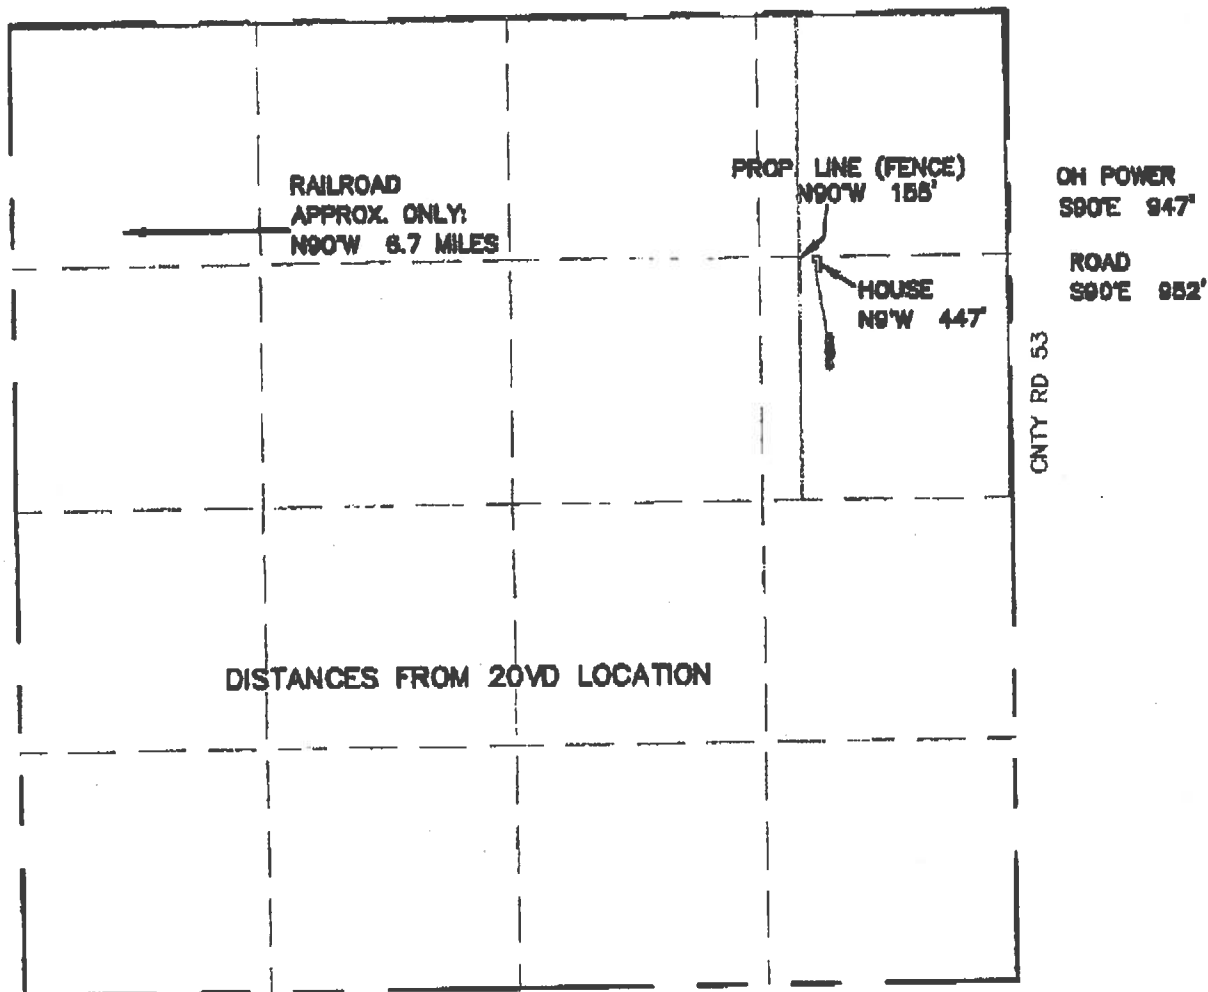 RAILROAD
APPROX. ONLY:
N90°W 6.7 MILES
PROP. LINE (FENCE)
N90°W 155'
OH POWER
S90°E 947'
ROAD
S90°E 952'
HOUSE
N9°W 447'
CNTY RD 53
DISTANCES FROM 20VD LOCATION